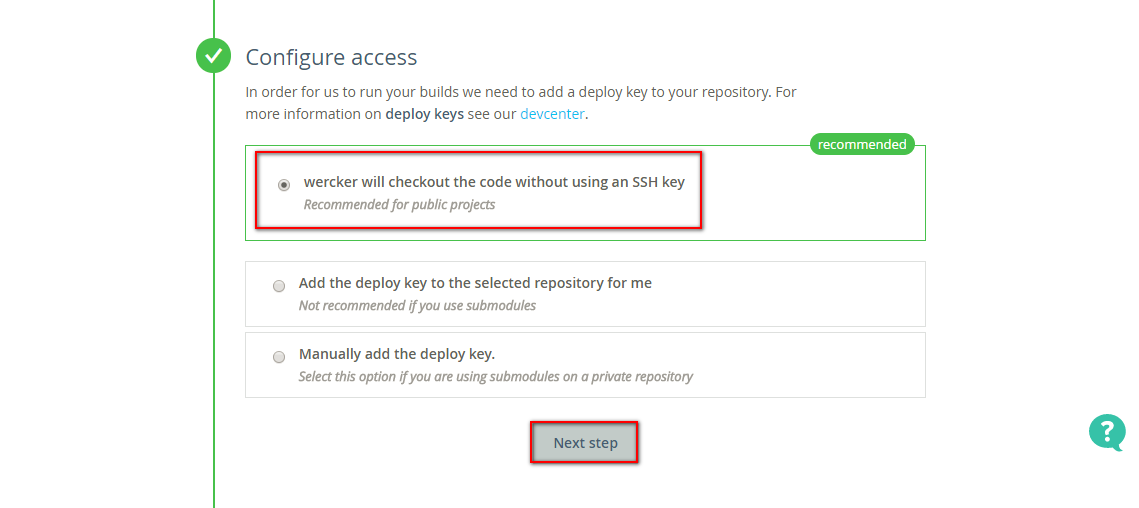 Configure access
In order for us to run your builds we need to add a deploy key to your repository. For
more information on deploy keys see our devcenter.
recommended
wercker will checkout the code without using an SSH key
Recommended for public projects
Add the deploy key to the selected repository for me
Not recommended if you use submodules
Manually add the deploy key.
Select this option if you are using submodules on a private repository
Next step
?